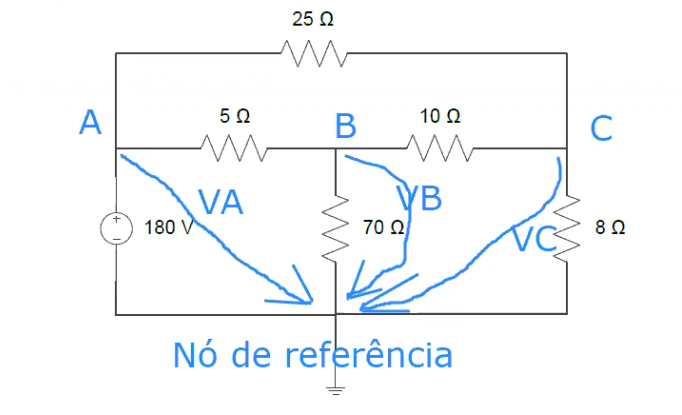 25 Ω
A
5 Ω
B
10 Ω
C
VA
VB
180 V
70 Ω
VC
8 Ω
Nó de referência